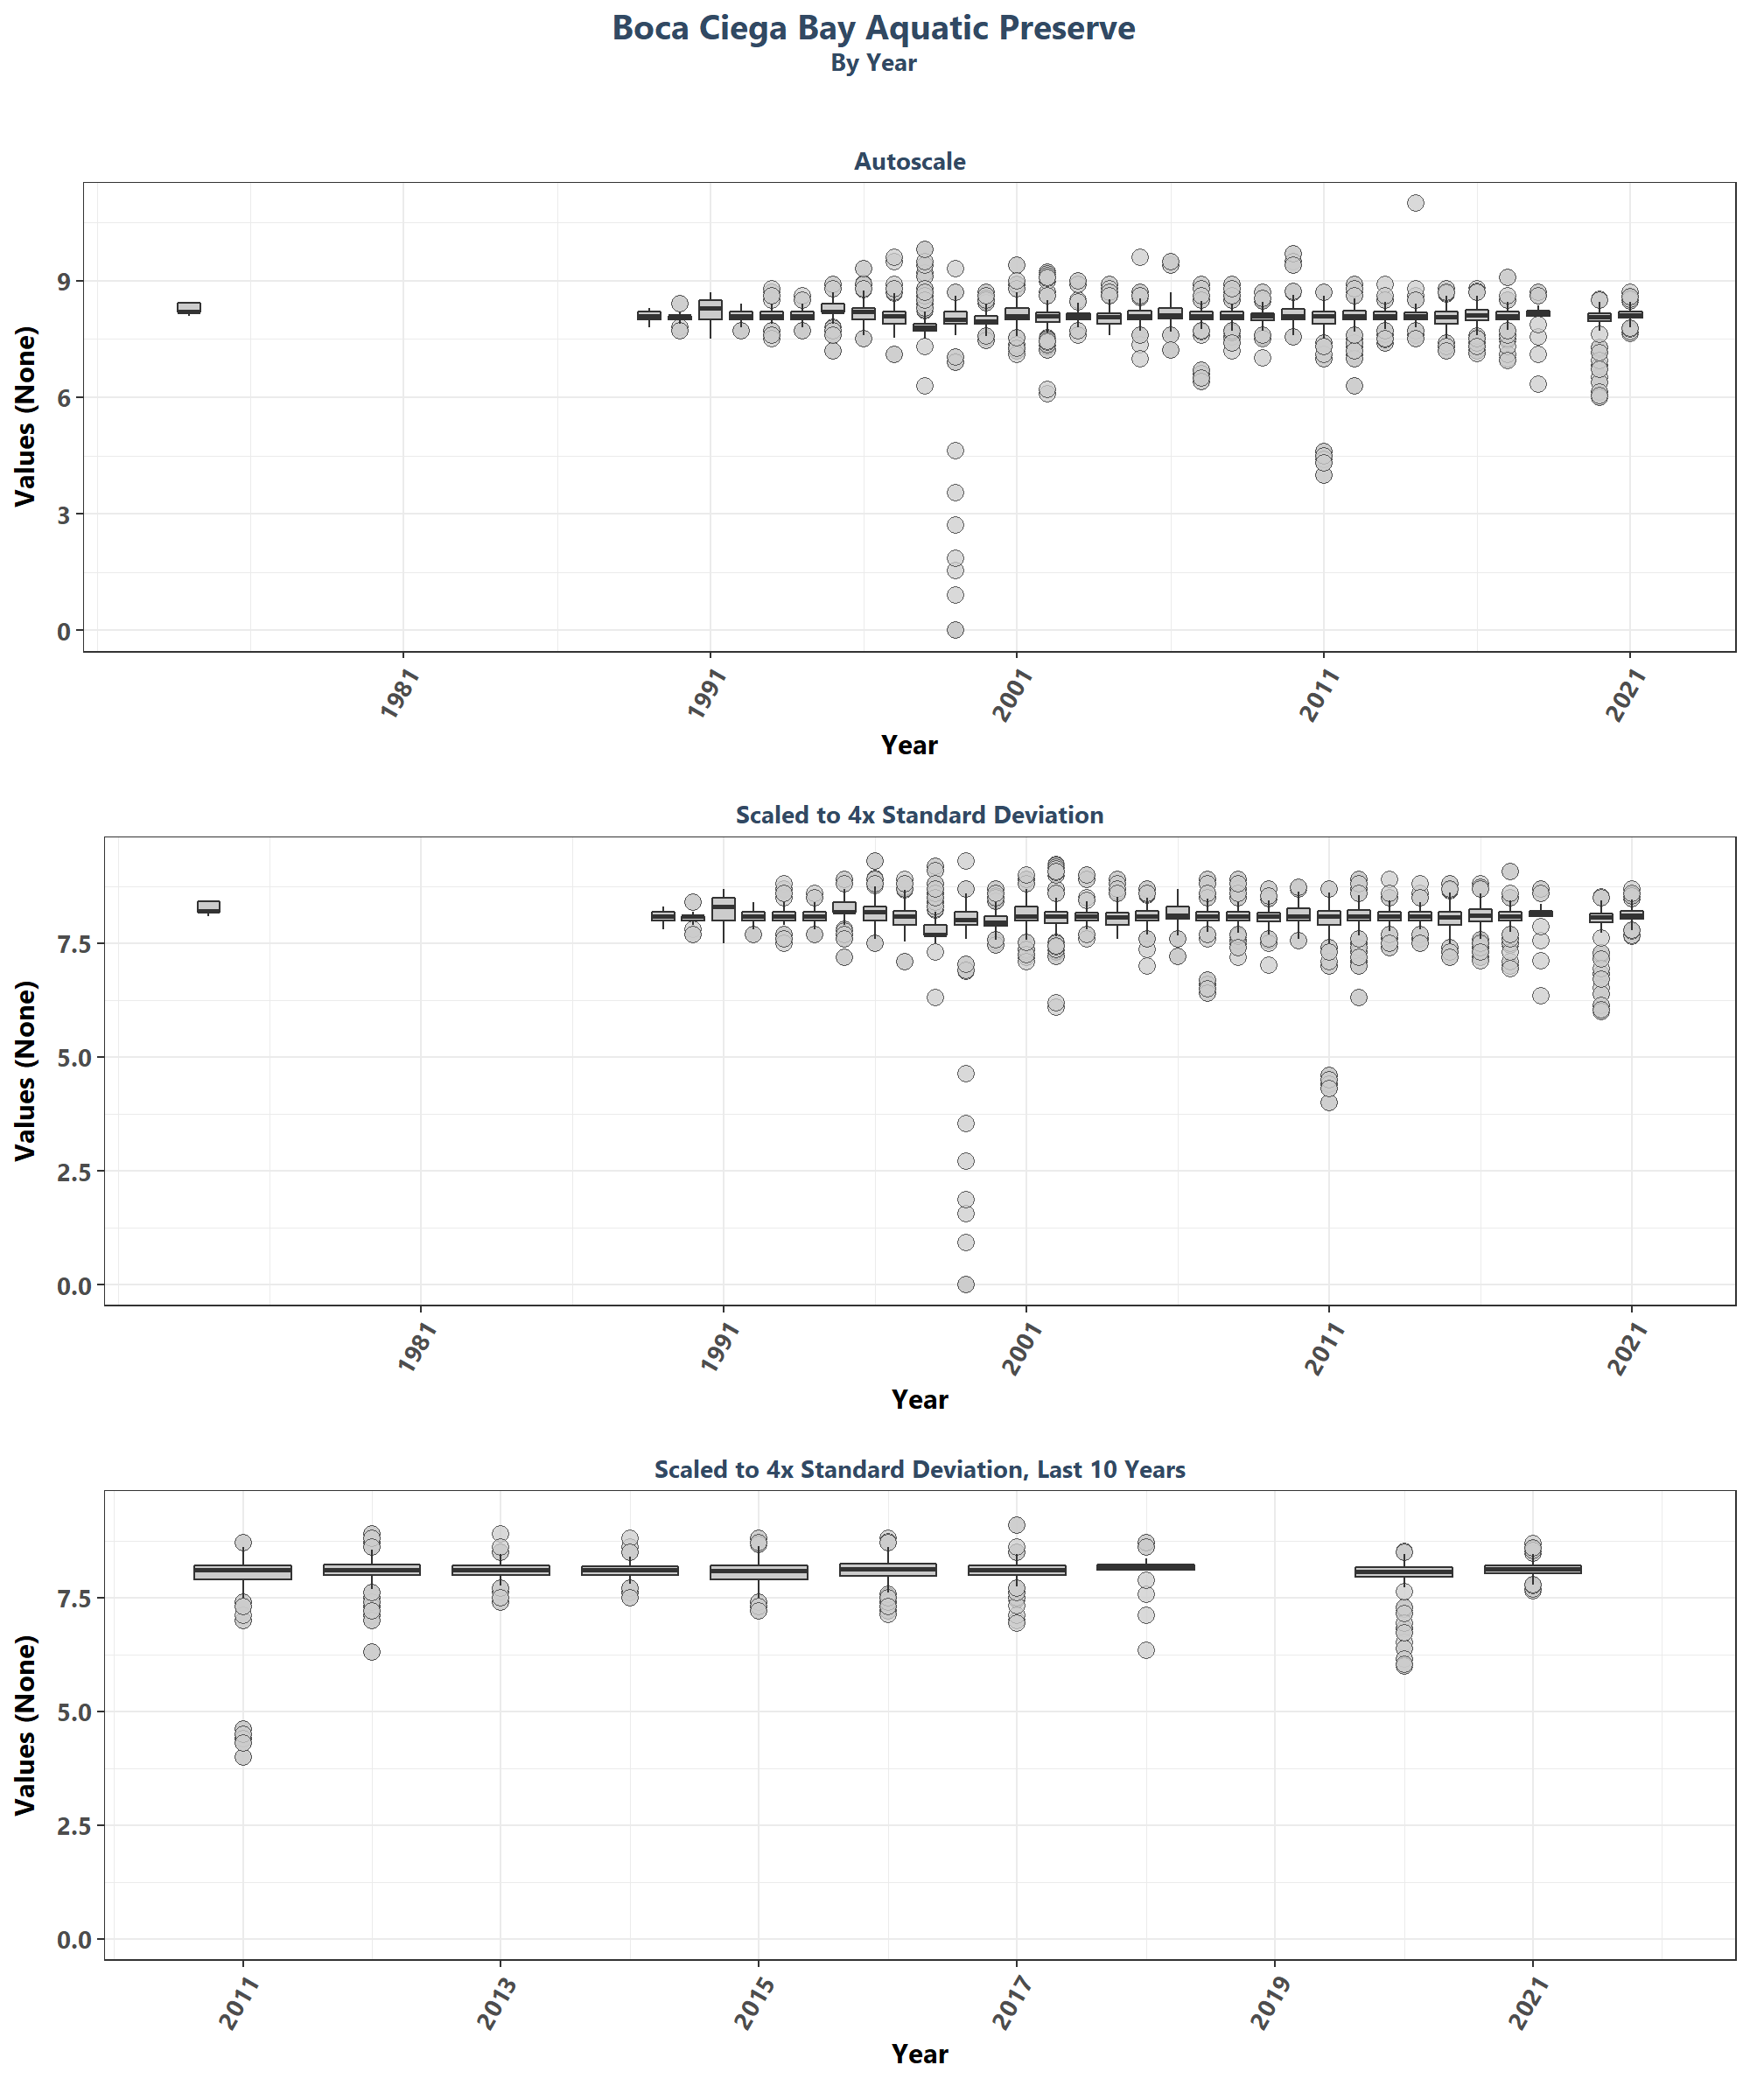 Boca Ciega Bay Aquatic Preserve
By Year
Autoscale
Values (None)
9
6
3
0
1981
1991
2001
2011
2021
Year
Scaled to 4x Standard Deviation
Values (None)
7.5
5.0
2.5
0.0
1981
1991
2001
2011
2021
Year
Scaled to 4x Standard Deviation, Last 10 Years
Values (None)
7.5
5.0
2.5
0.0
2011
2013
2015
2017
2019
2021
Year